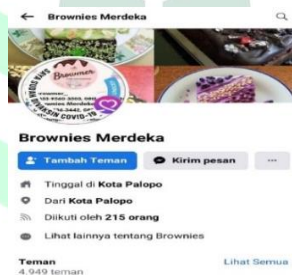 Brownies Merdeka
Brownies Merdeka
Tambah Teman
Kirim pesan
Tinggal di Kota Palopo
Dari Kota Palopo
Diikuti oleh 215 orang
Lihat lainnya tentang Brownies
Teman
Lihat Semua
4.949 teman